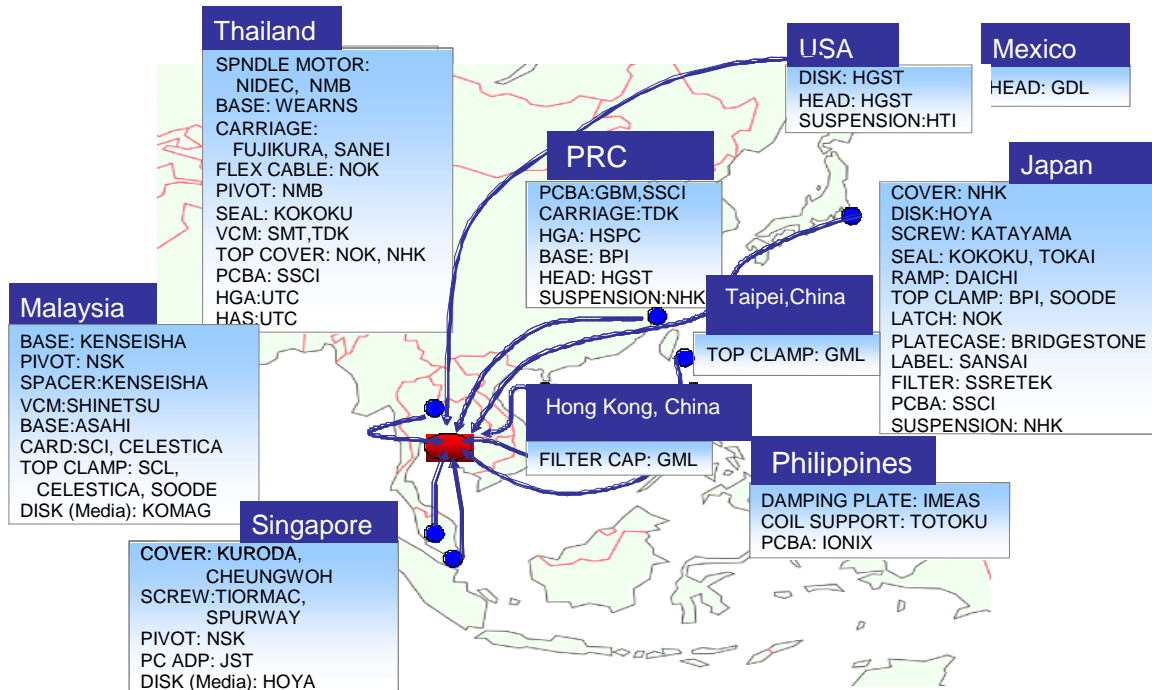 Thailand
SPNDLE MOTOR:
NIDEC, NMB
BASE: WEARNS
CARRIAGE:
FUJIKURA, SANEI
FLEX CABLE: NOK
PIVOT: NMB
SEAL: KOKOKU
VCM: SMT,TDK
TOP COVER: NOK, NHK
PCBA: SSCI
HGA:UTC
HAS:UTC
USA
DISK: HGST
HEAD: HGST
SUSPENSION:HTI
Mexico
HEAD: GDL
PRC
PCBA:GBM,SSCI
CARRIAGE:TDK
HGA: HSPC
BASE: BPI
HEAD: HGST
SUSPENSION:NHK
Japan
COVER: NHK
DISK:HOYA
SCREW: KATAYAMA
SEAL: KOKOKU, TOKAI
RAMP: DAICHI
TOP CLAMP: BPI, SOODE
LATCH: NOK
PLATECASE: BRIDGESTONE
LABEL: SANSAI
FILTER: SSRETEK
PCBA: SSCI
SUSPENSION: NHK
Taipei,China
TOP CLAMP: GML
Malaysia
BASE: KENSEISHA
PIVOT: NSK
SPACER:KENSEISHA
VCM:SHINETSU
BASE:ASAHI
CARD:SCI, CELESTICA
TOP CLAMP: SCL,
CELESTICA, SOODE
DISK (Media): KOMAG
Hong Kong, China
FILTER CAP: GML
Philippines
DAMPING PLATE: IMEAS
COIL SUPPORT: TOTOKU
PCBA: IONIX
Singapore
COVER: KURODA,
CHEUNGWOH
SCREW:TIORMAC,
SPURWAY
PIVOT: NSK
PC ADP: JST
DISK (Media): HOYA